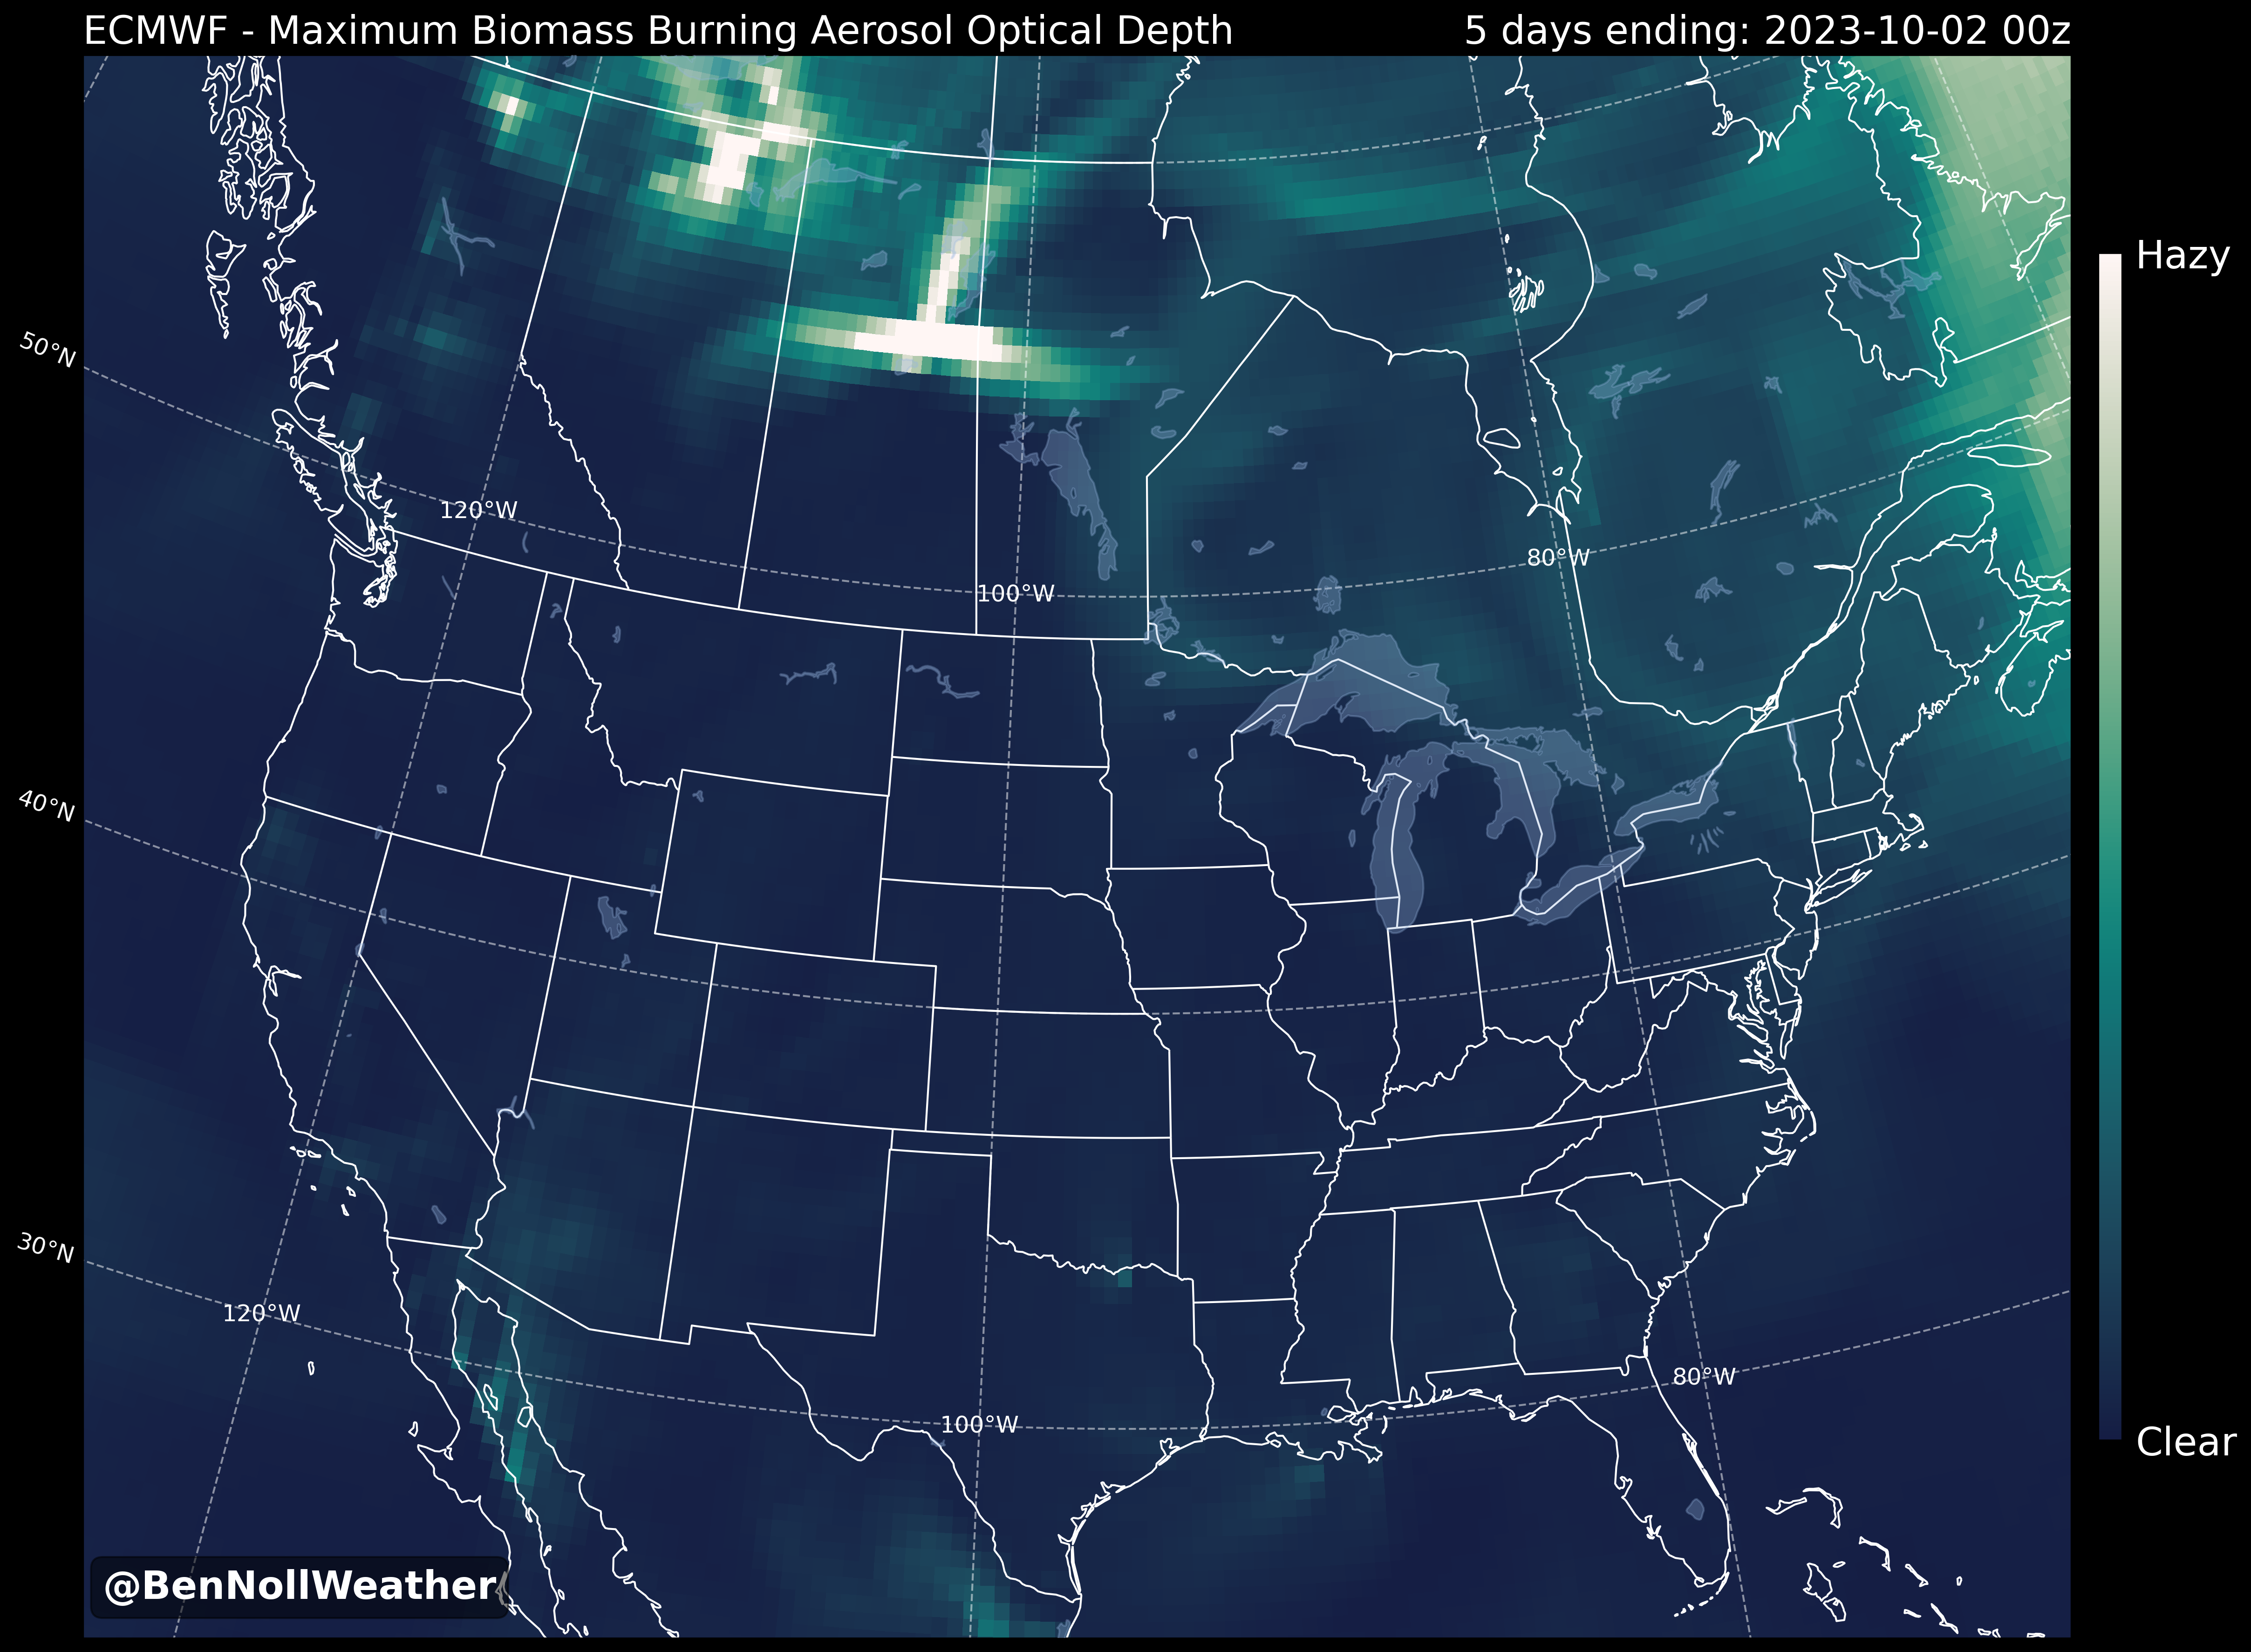 ECMWF - Maximum Biomass Burning Aerosol Optical Depth
5 days ending: 2023-10-02 00z
Hazy
50°N
120°W
80°W
100°W
40°N
30°N
120°W
80°W
100°W
Clear
@BenNollWeather